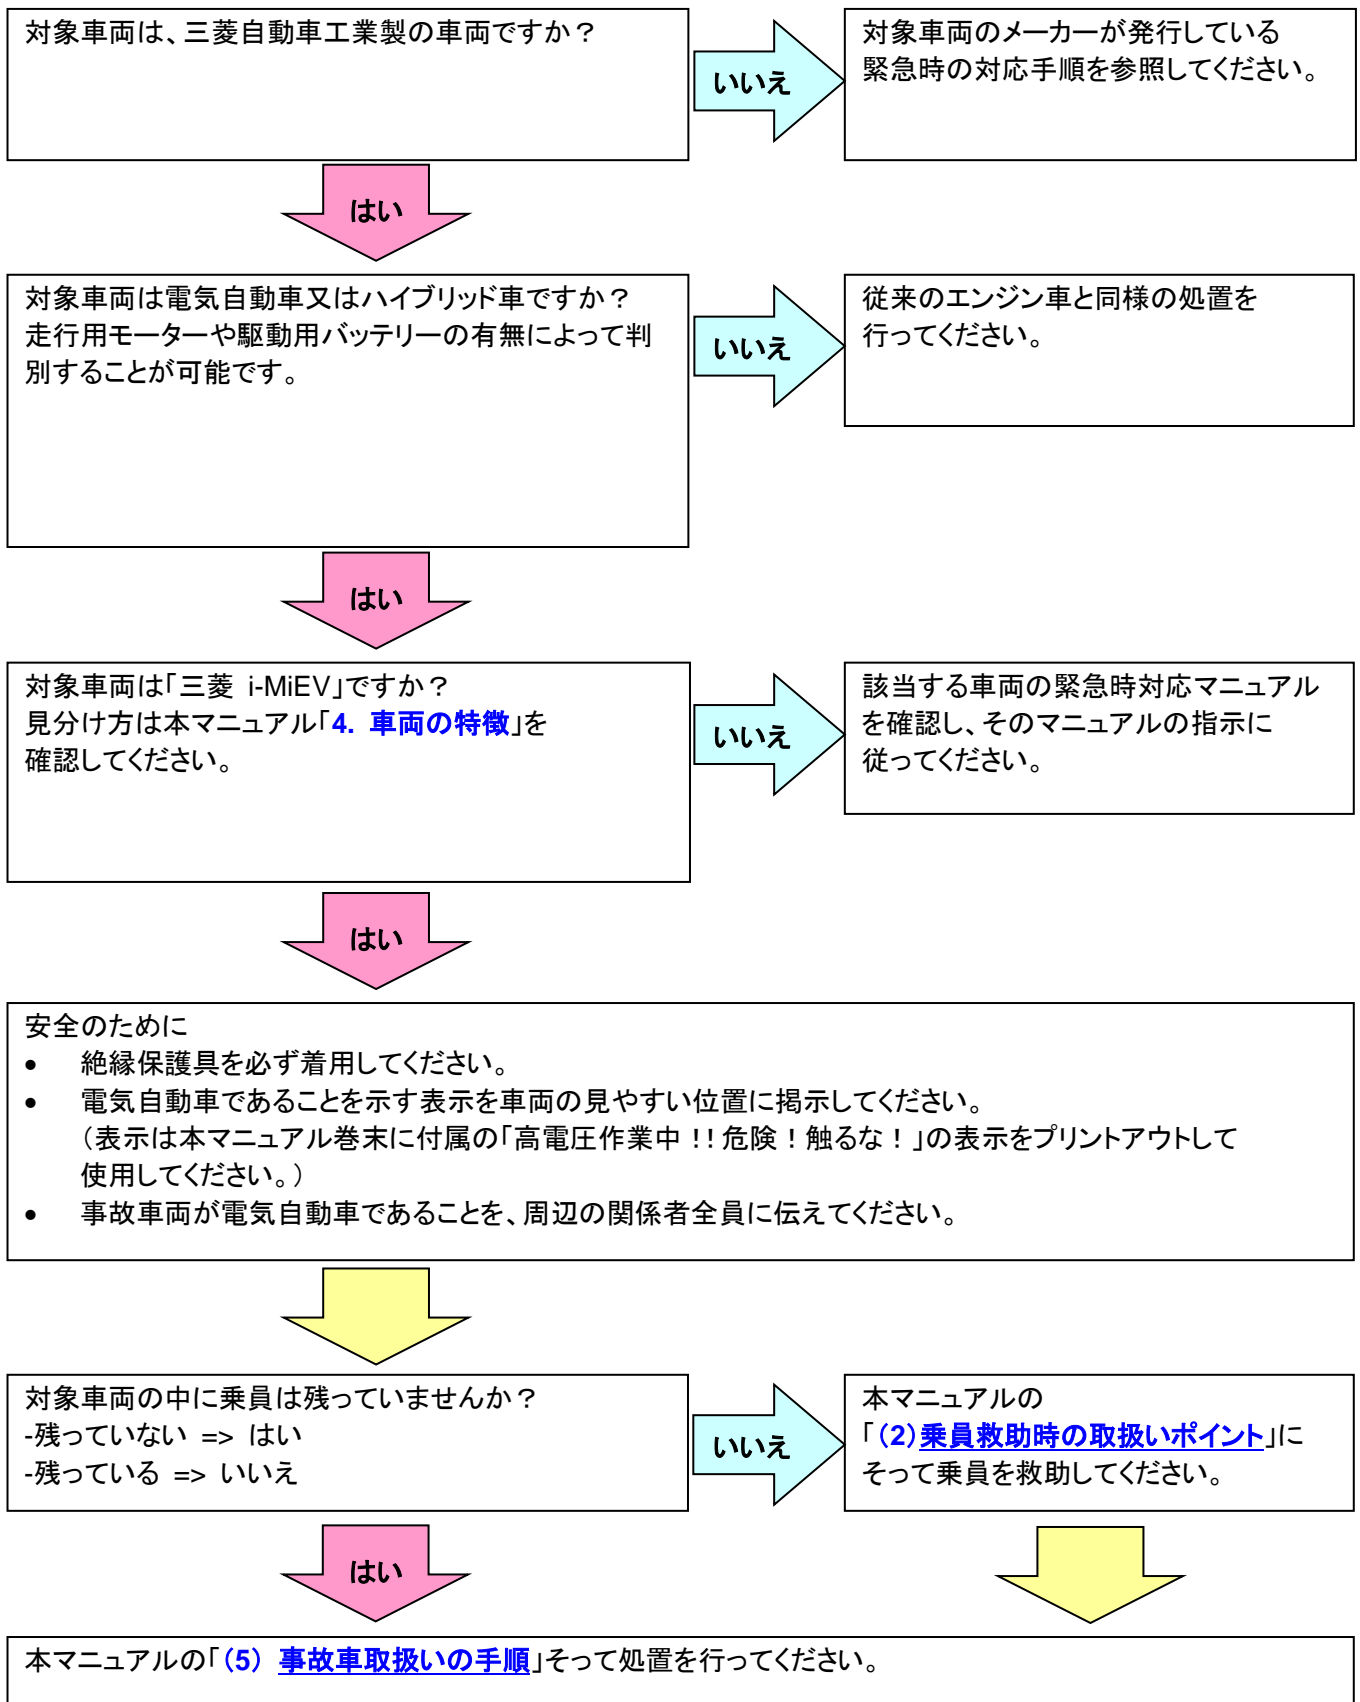 対象車両は、三菱自動車工業製の車両ですか？
いいえ
対象車両のメーカーが発行している
緊急時の対応手順を参照してください。
はい
対象車両は電気自動車又はハイブリッド車ですか？
走行用モーターや駆動用バッテリーの有無によって判
別することが可能です。
いいえ
従来のエンジン車と同様の処置を
行ってください。
はい
対象車両は「三菱 i-MiEV」ですか？
見分け方は本マニュアル「4. 車両の特徴」を
確認してください。
いいえ
該当する車両の緊急時対応マニュアル
を確認し、そのマニュアルの指示に
従ってください。
はい
安全のために
• 絶縁保護具を必ず着用してください。
• 電気自動車であることを示す表示を車両の見やすい位置に掲示してください。
（表示は本マニュアル巻末に付属の「高電圧作業中！！危険！触るな！」の表示をプリントアウトして
使用してください。）
• 事故車両が電気自動車であることを、周辺の関係者全員に伝えてください。
対象車両の中に乗員は残っていませんか？
-残っていない => はい
-残っている => いいえ
いいえ
本マニュアルの
「（2）乗員救助時の取扱いポイント」に
そって乗員を救助してください。
はい
本マニュアルの「（5） 事故車取扱いの手順」そって処置を行ってください。